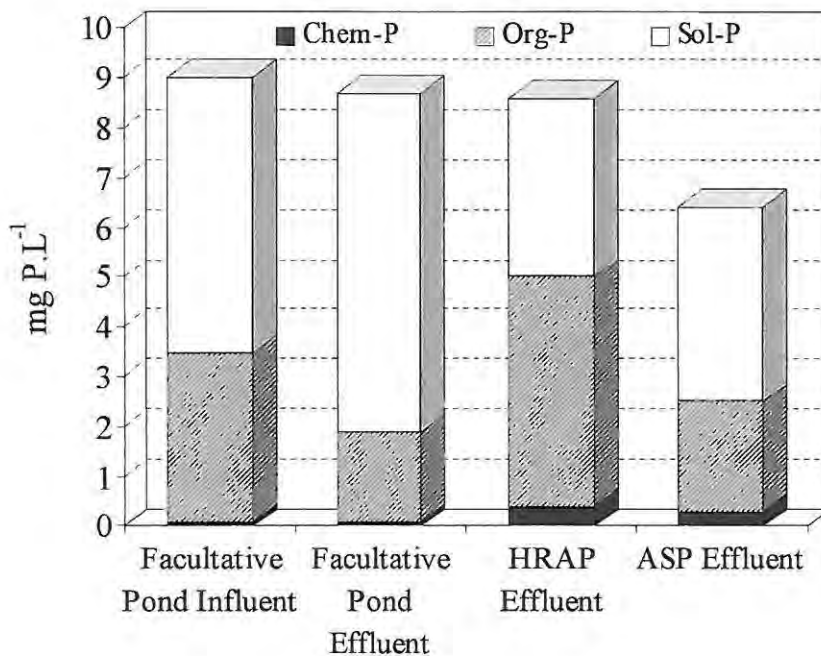 10
9
8
7
6
5
4
3
2
1
0
mg P.L⁻¹
Chem-P Org-P Sol-P
Facultative
Pond Influent
Facultative
Pond
Effluent
HRAP
Effluent
ASP Effluent